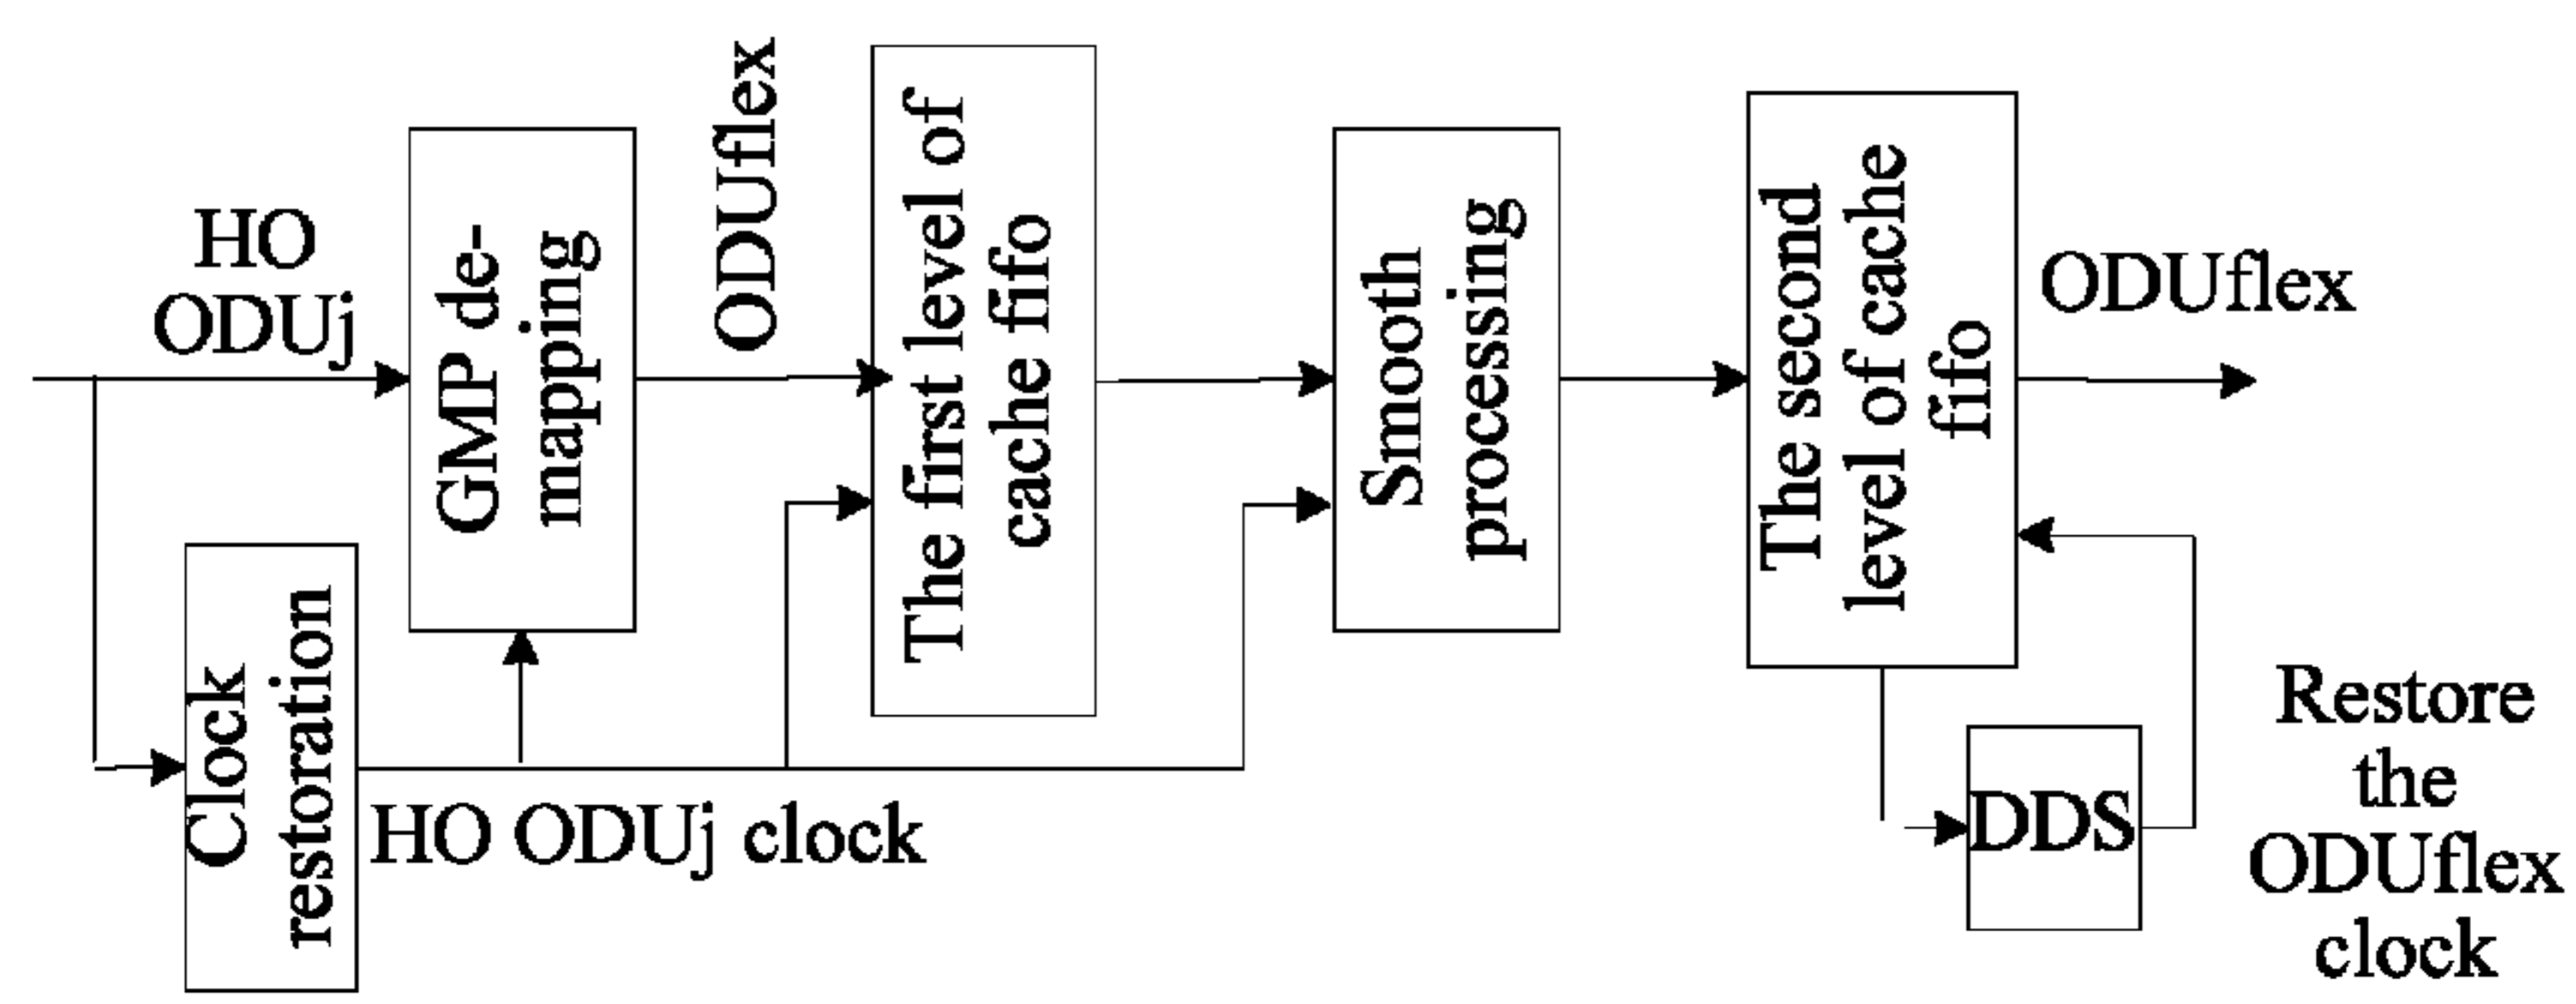 HO
ODUj
GMP de-
mapping
ODUflex
The first level of
cache fifo
Smooth
processing
The second
level of cache
fifo
ODUflex
Clock
restoration
HO ODUj clock
DDS
Restore
the
ODUflex
clock